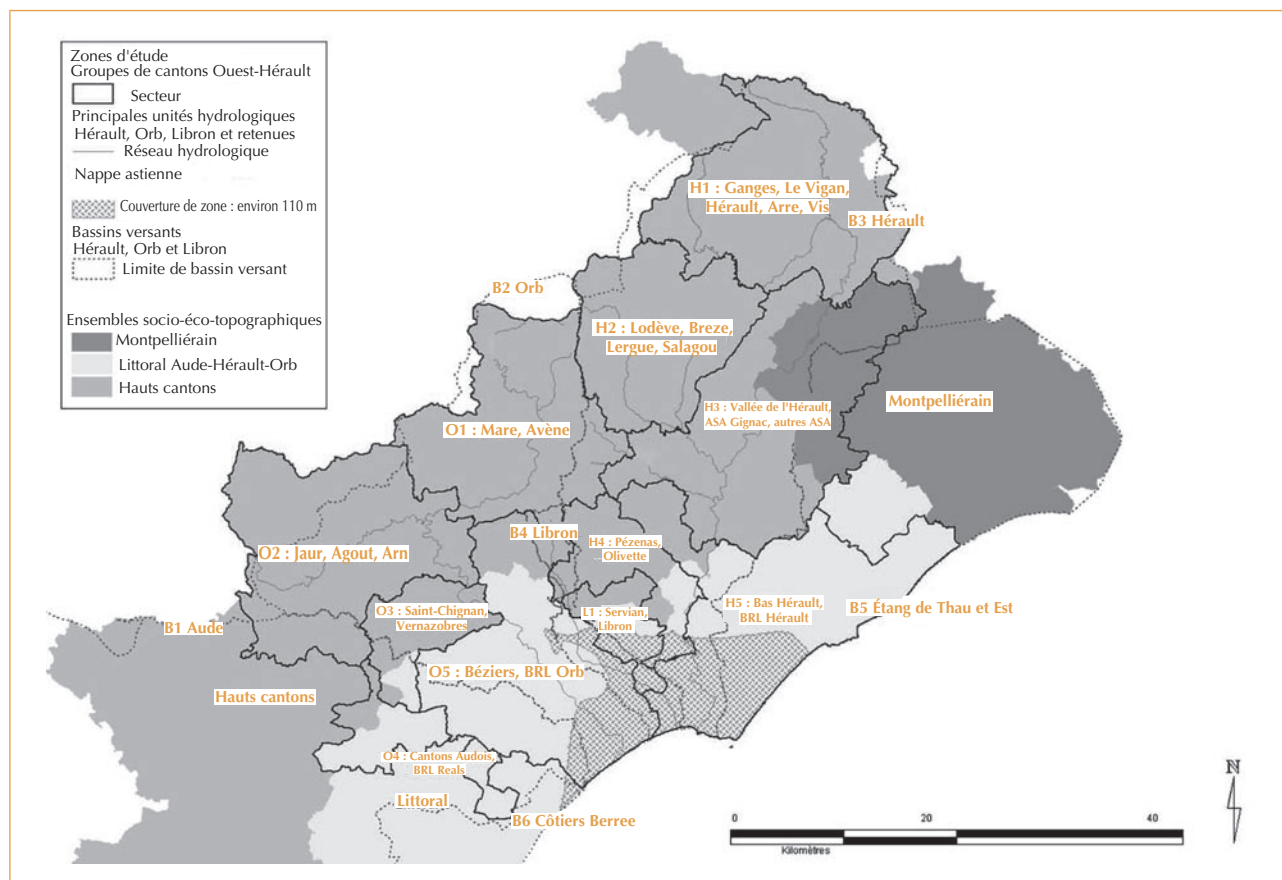 Zones d'étude
Groupes de cantons Ouest-Hérault
Secteur
Principales unités hydrologiques
Hérault, Orb, Libron et retenues
Réseau hydrologique
Nappe astienne
Couverture de zone : environ 110 m
Bassins versants
Hérault, Orb et Libron
Limite de bassin versant
Ensembles socio-éco-topographiques
Montpelliérain
Littoral Aude-Hérault-Orb
Hauts cantons
H1 : Ganges, Le Vigan,
Hérault, Arre, Vis
B3 Hérault
B2 Orb
H2 : Lodève, Breze,
Lergue, Salagou
H3 : Vallée de l'Hérault,
ASA Gignac, autres ASA
Montpelliérain
O1 : Mare, Avène
B4 Libron
H4 : Pézenas,
Olivette
O2 : Jaur, Agout, Arn
O3 : Saint-Chignan,
Vernazobres
L1 : Servian,
Libron
H5 : Bas Hérault,
BRL Hérault
B5 Étang de Thau et Est
B1 Aude
O5 : Béziers, BRL Orb
Hauts cantons
O4 : Cantons Audois,
BRL Reals
Littoral
B6 Côtiers Berree
N
0 20 40
Kilomètres